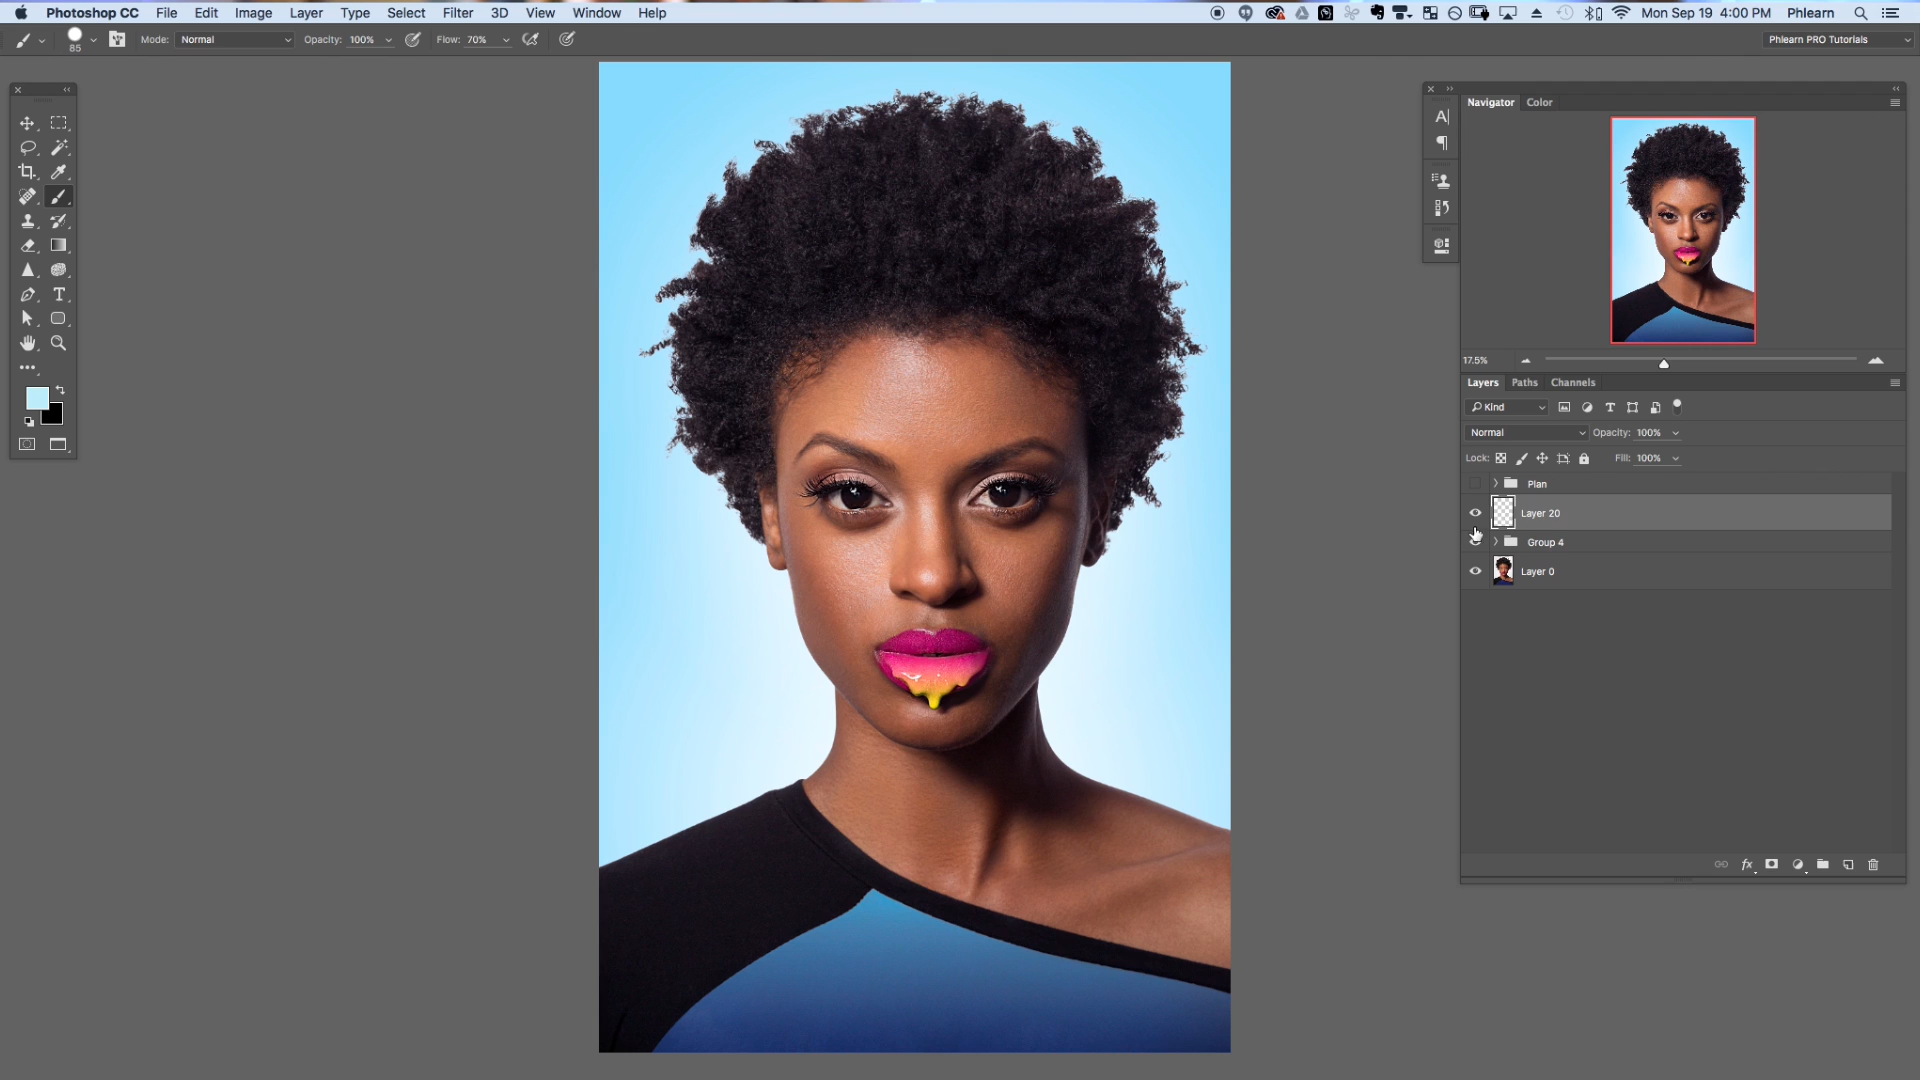 Photoshop CC File Edit Image Layer Type Select Filter 3D View Window Help Mon Sep 19 4:00 PM Phlearn
85 Mode: Normal Opacity: 100% Flow: 70% Phlearn PRO Tutorials
Navigator Color
17.5%
Layers Paths Channels
Kind
Normal Opacity: 100%
Lock: Fill: 100%
Plan
Layer 20
Group 4
Layer 0